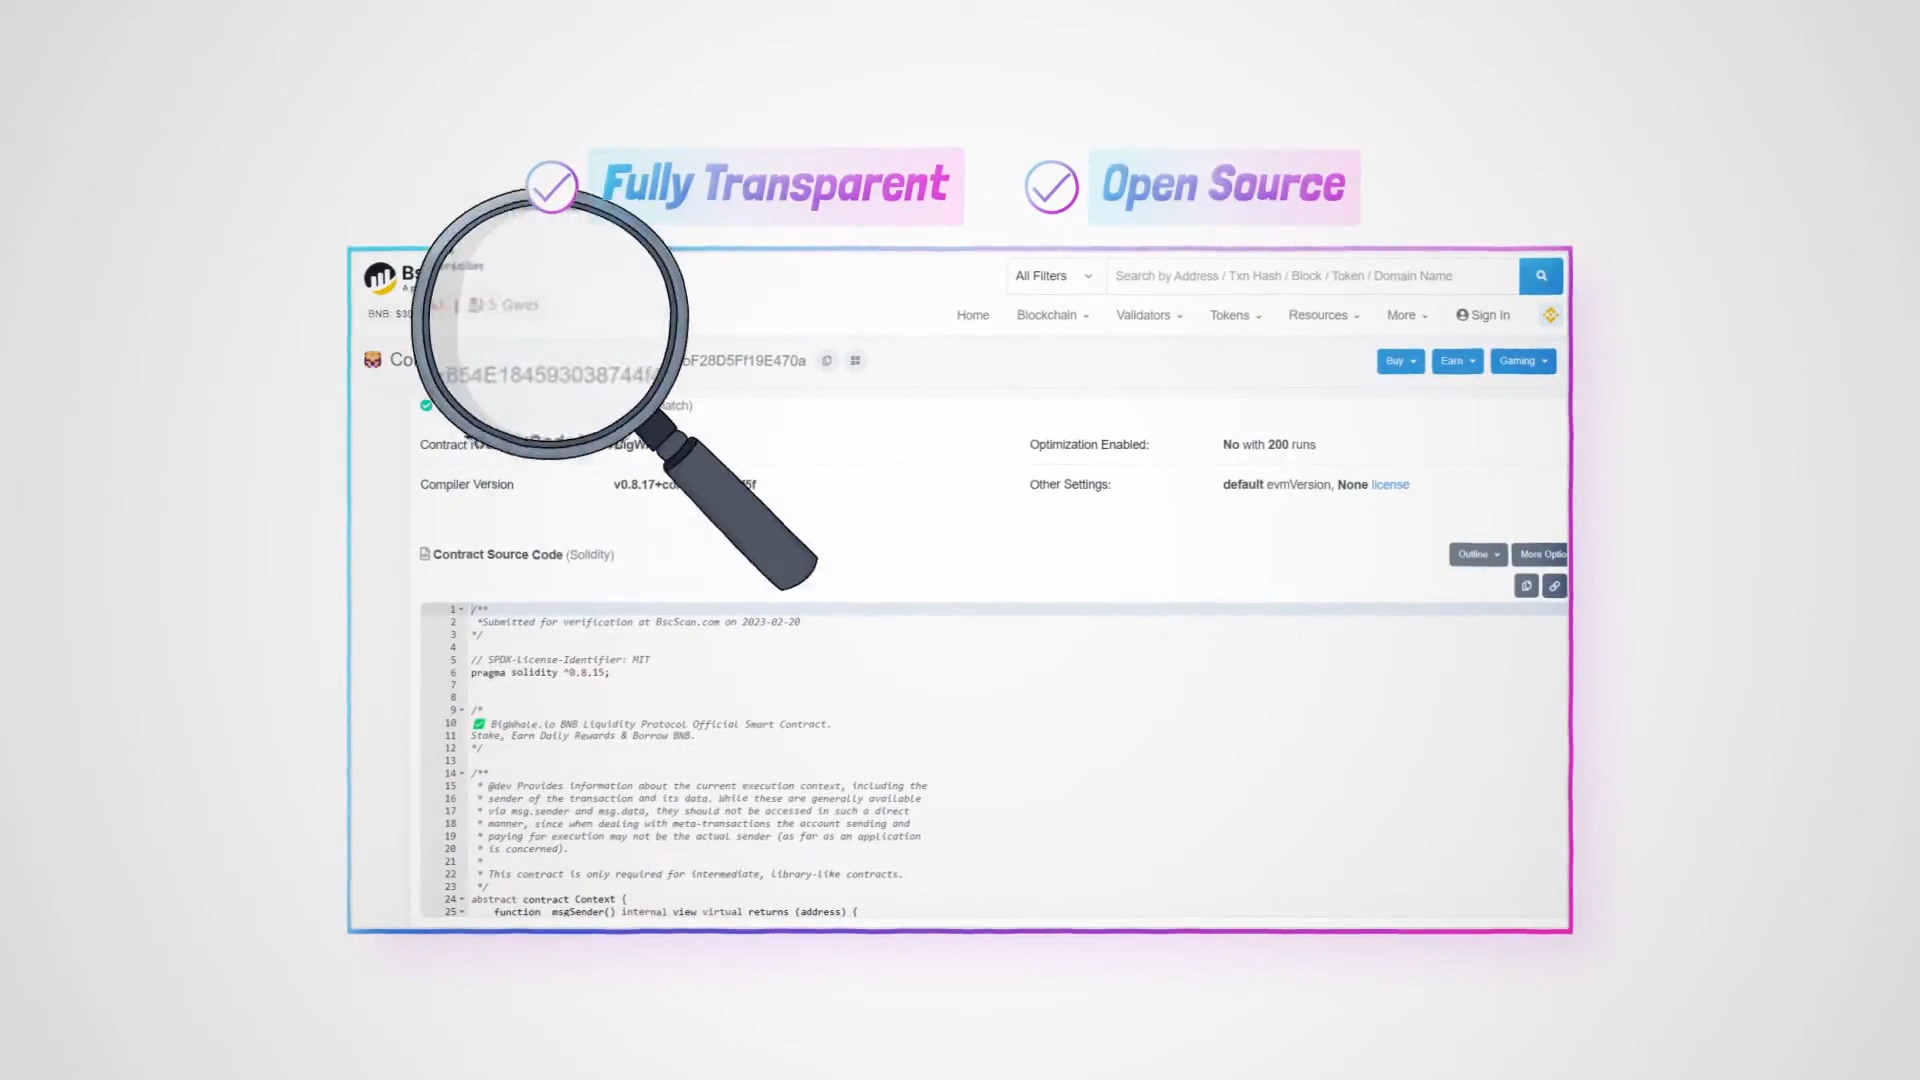 Fully Transparent
Open Source
Bs
All Filters
Search by Address / Txn Hash / Block / Token / Domain Name
BNB: $30
5 Gwei
Home
Blockchain
Validators
Tokens
Resources
More
Sign In
Buy
Earn
Gaming
Optimization Enabled:
No with 200 runs
Contract
Compiler Version
Other Settings:
default evmVersion, None license
Contract Source Code (Solidity)
Outline
More Optio
1 /**
2 *Submitted for verification at BscScan.com on 2023-02-20
3 */
4
5 // SPDX-License-Identifier: MIT
6 pragma solidity ^0.8.15;
7
8
9 /*
10 BigWhale.io BNB Liquidity Protocol Official Smart Contract.
11 Stake, Earn Daily Rewards & Borrow BNB.
12 */
13
14 /**
15 * @dev Provides information about the current execution context, including the
16 * sender of the transaction and its data. While these are generally available
17 * via msg.sender and msg.data, they should not be accessed in such a direct
18 * manner, since when dealing with meta-transactions the account sending and
19 * paying for execution may not be the actual sender (as far as an application
20 * is concerned).
21 *
22 * This contract is only required for intermediate, library-like contracts.
23 */
24 abstract contract Context {
25 function _msgSender() internal view virtual returns (address) {